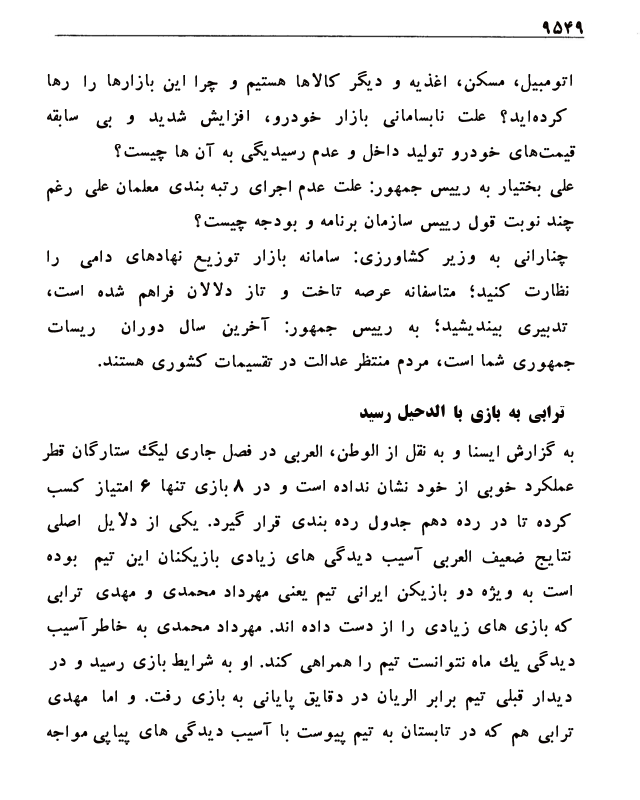 ۹۵۴۹
اتومبیل، مسکن، اغذیه و دیگر کالاها هستیم و چرا این بازارها را رها
کرده‌اید؟ علت نابسامانی بازار خودرو، افزایش شدید و بی سابقه
قیمت‌های خودرو تولید داخل و عدم رسیدیگی به آن ها چیست؟
علی بختیار به رییس جمهور: علت عدم اجرای رتبه بندی معلمان علی رغم
چند نوبت قول رییس سازمان برنامه و بودجه چیست؟
چنارانی به وزیر کشاورزی: سامانه بازار توزیع نهادهای دامی را
نظارت کنید؛ متاسفانه عرصه تاخت و تاز دلالان فراهم شده است،
تدبیری بیندیشید؛ به رییس جمهور: آخرین سال دوران ریسات
جمهوری شما است، مردم منتظر عدالت در تقسیمات کشوری هستند.
ترابی به بازی با الدحیل رسید
به گزارش ایسنا و به نقل از الوطن، العربی در فصل جاری لیگ ستارگان قطر
عملکرد خوبی از خود نشان نداده است و در ۸ بازی تنها ۶ امتیاز کسب
کرده تا در رده دهم جدول رده بندی قرار گیرد. یکی از دلایل اصلی
نتایج ضعیف العربی آسیب دیدگی های زیادی بازیکنان این تیم بوده
است به ویژه دو بازیکن ایرانی تیم یعنی مهرداد محمدی و مهدی ترابی
که بازی های زیادی را از دست داده اند. مهرداد محمدی به خاطر آسیب
دیدگی یك ماه نتوانست تیم را همراهی کند. او به شرایط بازی رسید و در
دیدار قبلی تیم برابر الریان در دقایق پایانی به بازی رفت. و اما مهدی
ترابی هم که در تابستان به تیم پیوست با آسیب دیدگی های پیاپی مواجه